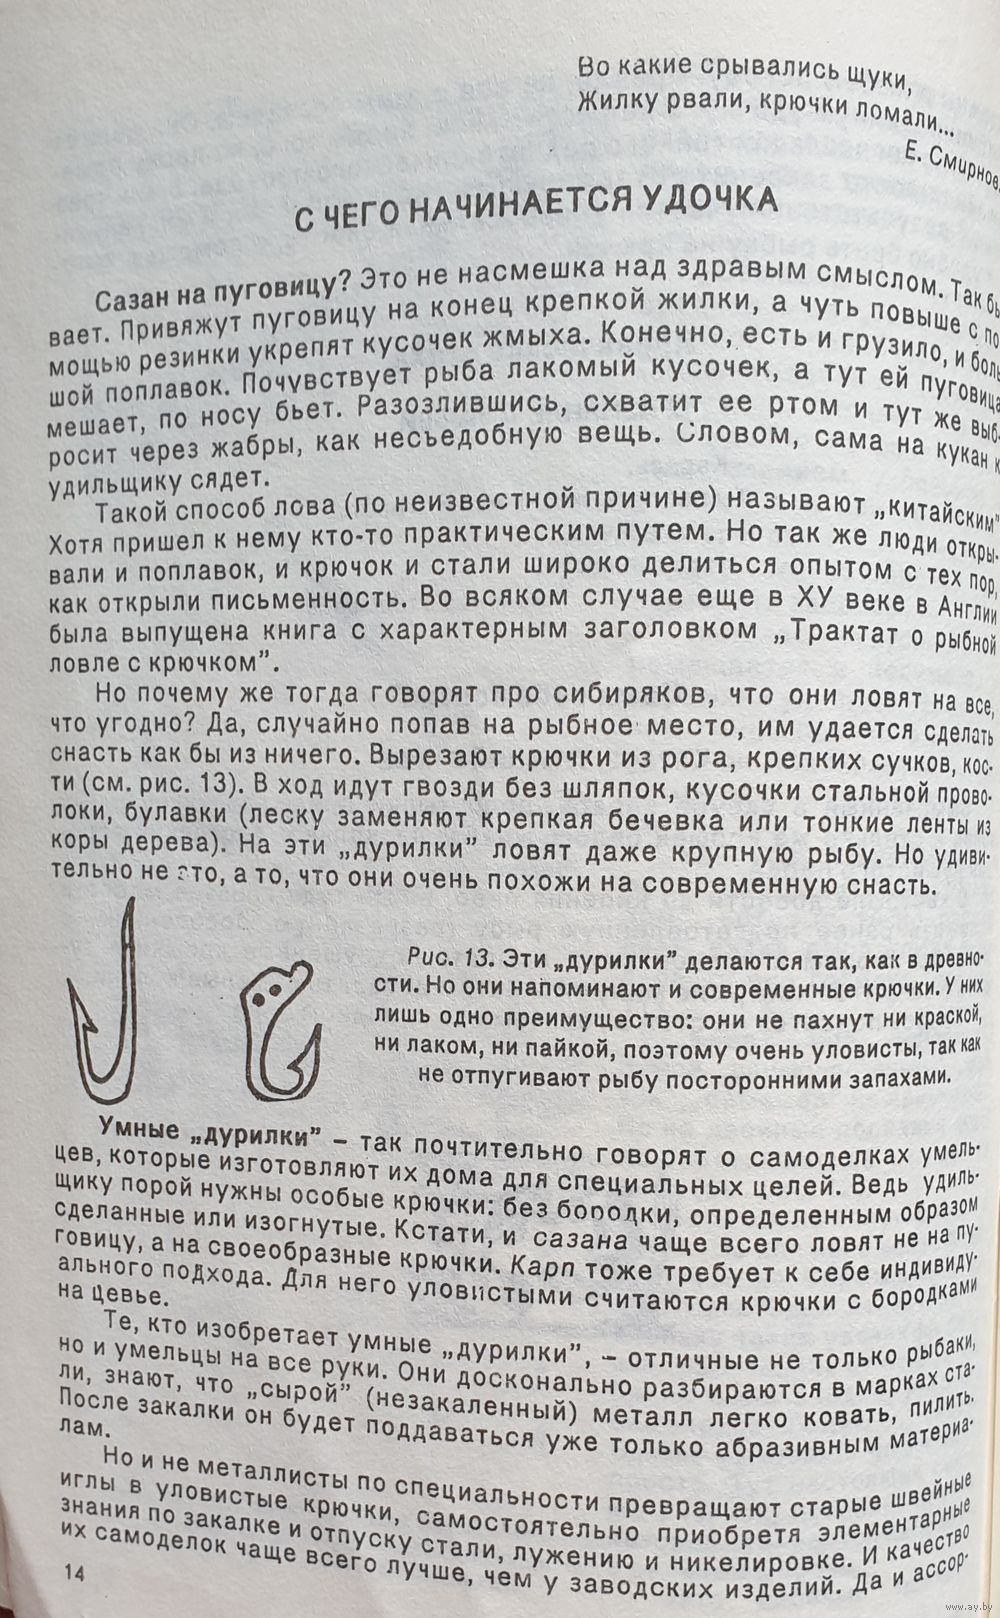 Во какие срывались щуки,
Жилку рвали, крючки ломали...
Е. Смирнов.
С ЧЕГО НАЧИНАЕТСЯ УДОЧКА
Сазан на пуговицу? Это не насмешка над здравым смыслом. Так бы-
вает. Привяжут пуговицу на конец крепкой жилки, а чуть повыше с по-
мощью резинки укрепят кусочек жмыха. Конечно, есть и грузило, и боль-
шой поплавок. Почувствует рыба лакомый кусочек, а тут ей пуговица
мешает, по носу бьет. Разозлившись, схватит ее ртом и тут же выб-
росит через жабры, как несъедобную вещь. Словом, сама на кукан к
удильщику сядет.
Такой способ лова (по неизвестной причине) называют „китайским"
Хотя пришел к нему кто-то практическим путем. Но так же люди откры-
вали и поплавок, и крючок и стали широко делиться опытом с тех пор,
как открыли письменность. Во всяком случае еще в ХУ веке в Англии
была выпущена книга с характерным заголовком „Трактат о рыбной
ловле с крючком".
Но почему же тогда говорят про сибиряков, что они ловят на все,
что угодно? Да, случайно попав на рыбное место, им удается сделать
снасть как бы из ничего. Вырезают крючки из рога, крепких сучков, кос-
ти (см. рис. 13). В ход идут гвозди без шляпок, кусочки стальной прово-
локи, булавки (леску заменяют крепкая бечевка или тонкие ленты из
коры дерева). На эти „дурилки" ловят даже крупную рыбу. Но удиви-
тельно не это, а то, что они очень похожи на современную снасть.
Рис. 13. Эти „дурилки" делаются так, как в древно-
сти. Но они напоминают и современные крючки. У них
лишь одно преимущество: они не пахнут ни краской,
ни лаком, ни пайкой, поэтому очень уловисты, так как
не отпугивают рыбу посторонними запахами.
Умные „дурилки" – так почтительно говорят о самоделках умель-
цев, которые изготовляют их дома для специальных целей. Ведь удиль-
щику порой нужны особые крючки: без бородки, определенным образом
сделанные или изогнутые. Кстати, и сазана чаще всего ловят не на пу-
говицу, а на своеобразные крючки. Карп тоже требует к себе индивиду-
ального подхода. Для него уловистыми считаются крючки с бородками
на цевье.
Те, кто изобретает умные „дурилки", – отличные не только рыбаки,
но и умельцы на все руки. Они досконально разбираются в марках ста-
ли, знают, что „сырой" (незакаленный) металл легко ковать, пилить.
После закалки он будет поддаваться уже только абразивным материа-
лам.
Но и не металлисты по специальности превращают старые швейные
иглы в уловистые крючки, самостоятельно приобретя элементарные
знания по закалке и отпуску стали, лужению и никелировке. И качество
их самоделок чаще всего лучше, чем у заводских изделий. Да и ассор-
14
www.ay.by